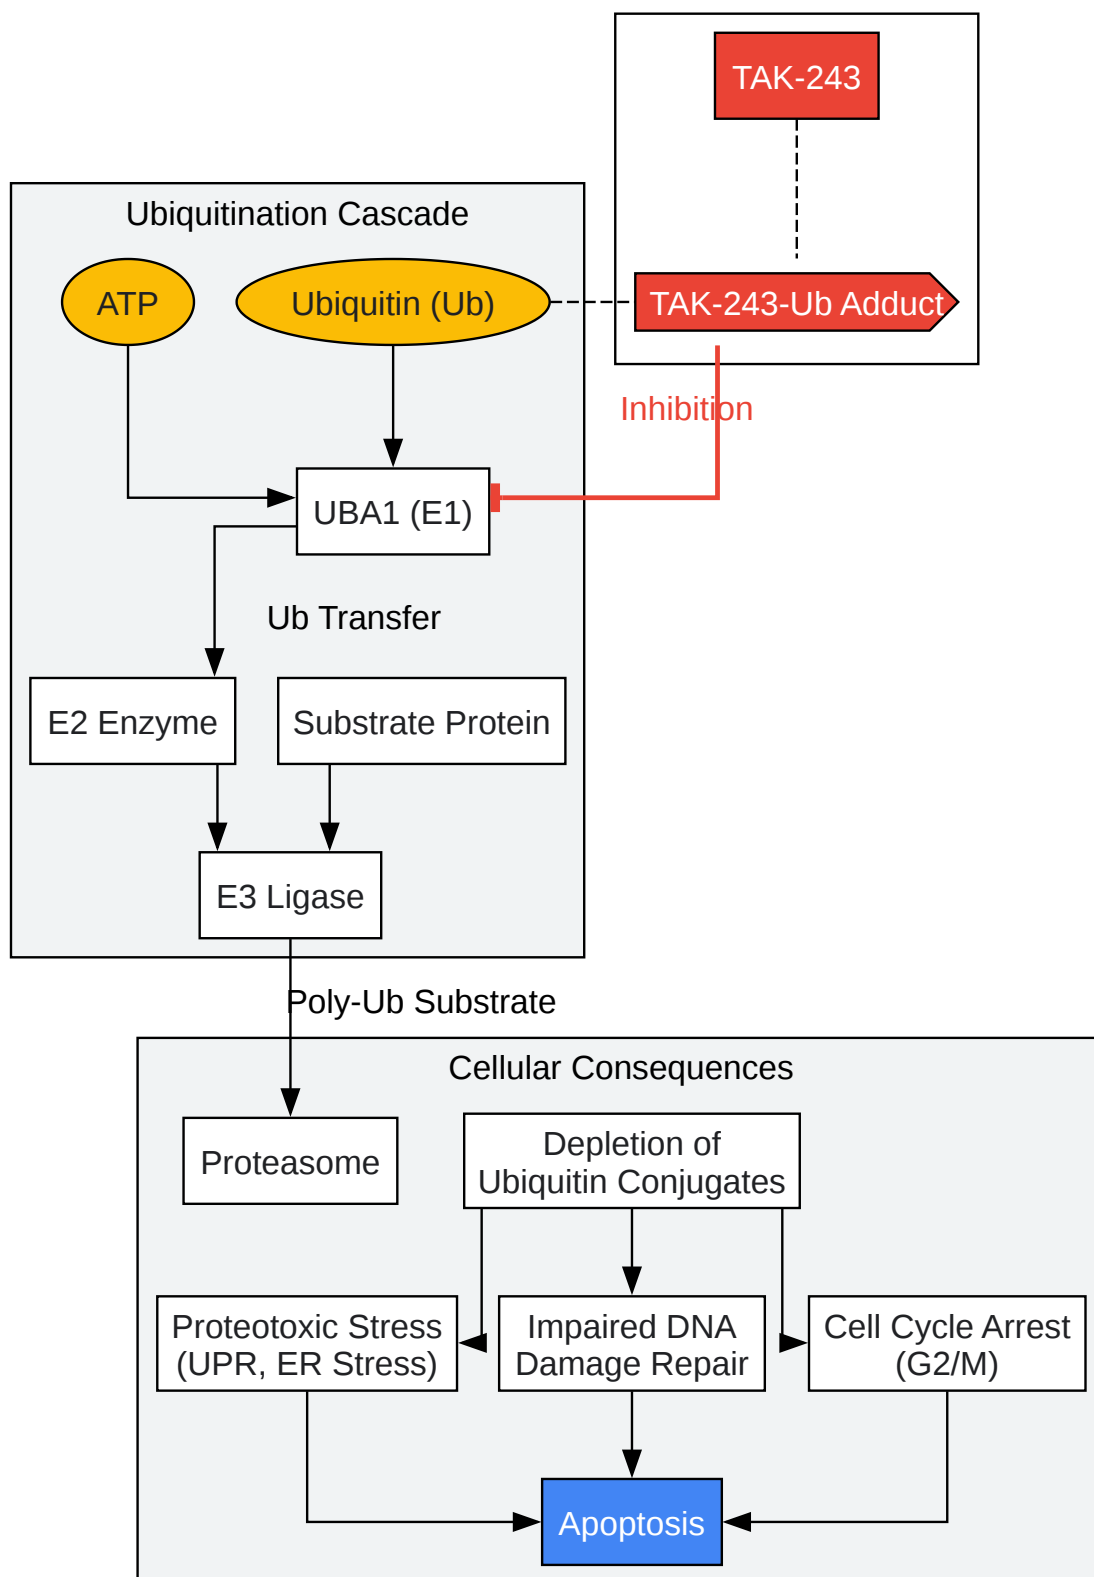 TAK-243
Ubiquitination Cascade
ATP
Ubiquitin (Ub)
TAK-243-Ub Adduct
Inhibition
UBA1 (E1)
Ub Transfer
E2 Enzyme
Substrate Protein
E3 Ligase
Poly-Ub Substrate
Cellular Consequences
Proteasome
Depletion of
Ubiquitin Conjugates
Proteotoxic Stress
(UPR, ER Stress)
Impaired DNA
Damage Repair
Cell Cycle Arrest
(G2/M)
Apoptosis